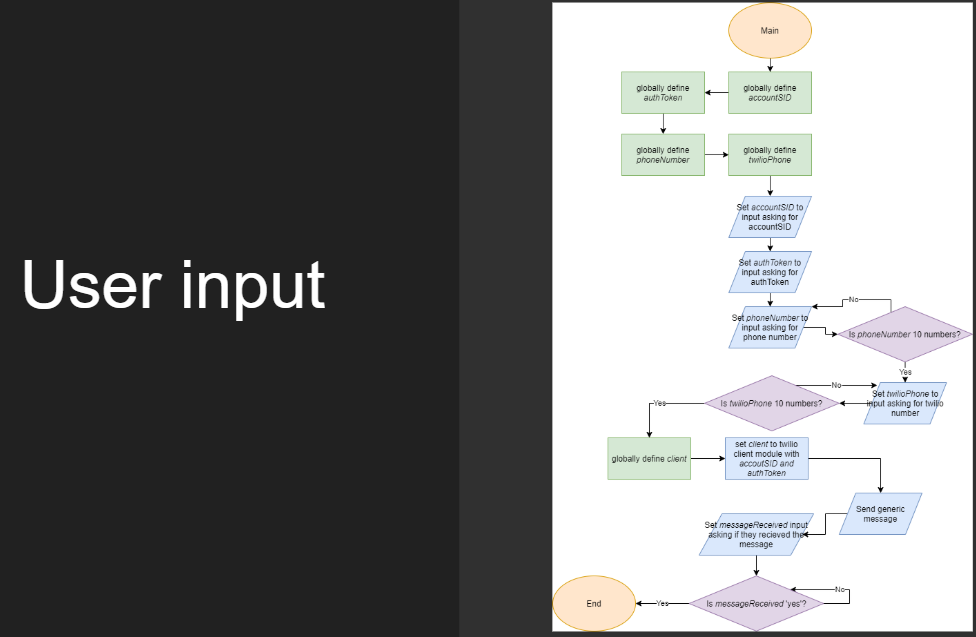 User input
Main
globally define
accountSID
globally define
authToken
globally define
phoneNumber
globally define
twilioPhone
Set accountSID to
input asking for
accountSID
Set authToken to
input asking for
authToken
Set phoneNumber to
input asking for
phone number
No
Is phoneNumber 10 numbers?
Yes
Set twilioPhone to
input asking for twilio
number
No
Is twilioPhone 10 numbers?
Yes
globally define client
set client to twilio
client module with
accoutSID and
authToken
Send generic
message
Set messageReceived input
asking if they recieved the
message
Is messageReceived 'yes'?
No
Yes
End